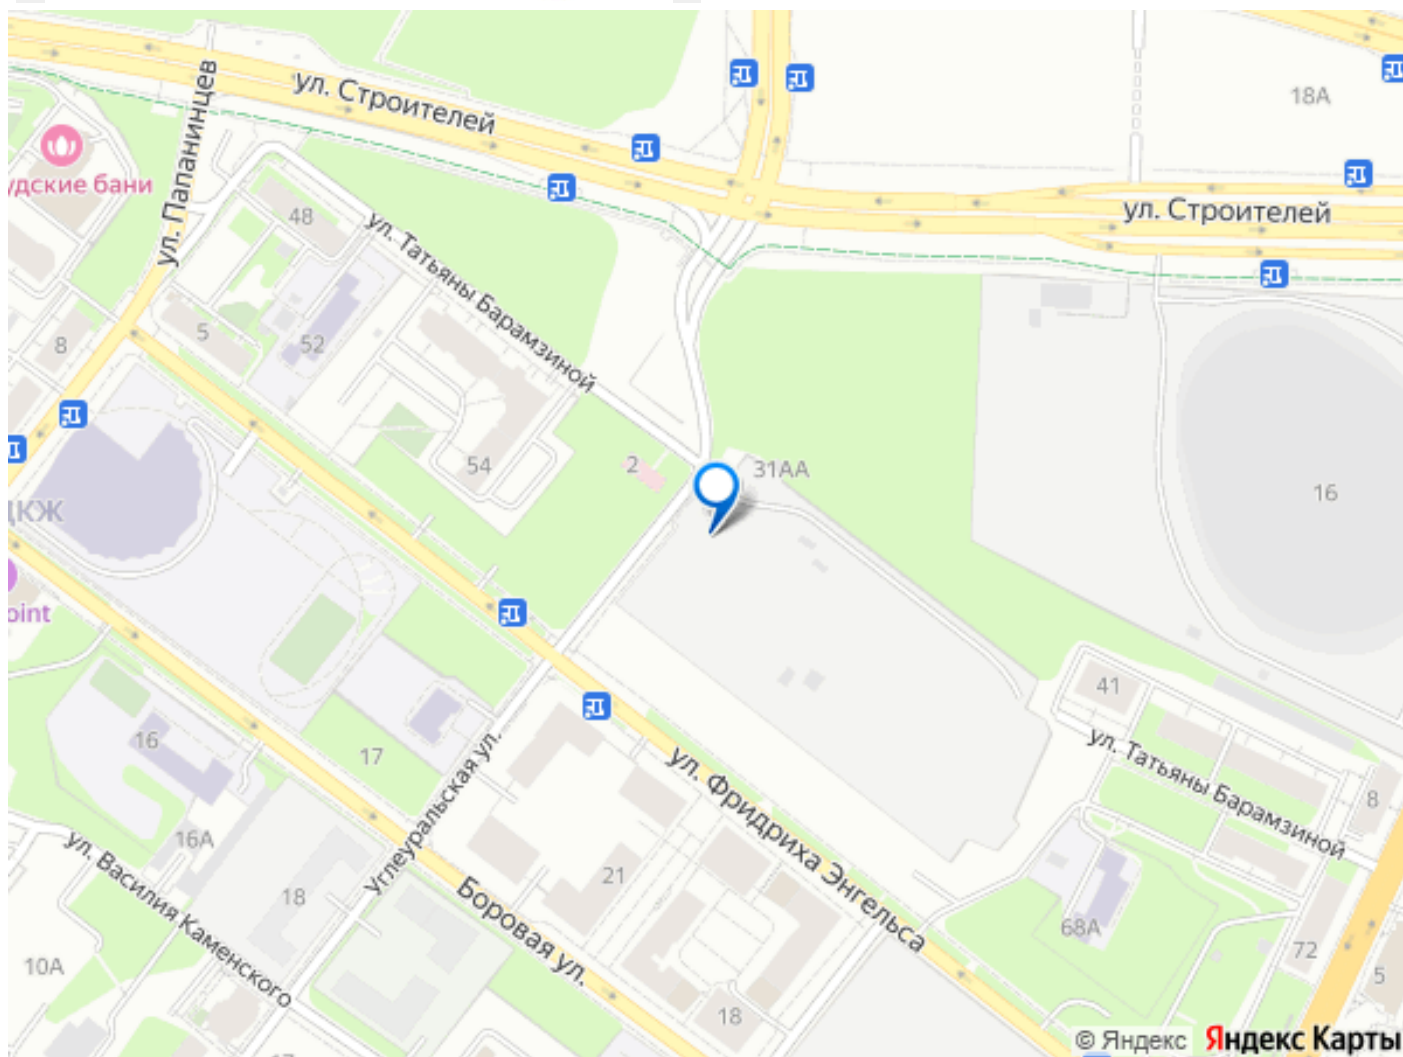 ул. Строителей
18А
ул. Папанинцев
удские бани
ул. Строителей
48
ул. Татьяны Барамзиной
5
52
8
54
2
31АА
16
ЦКЖ
oint
41
17
16
ул. Татьяны Барамзиной
8
Углеуральская ул.
ул. Фридриха Энгельса
16А
ул. Василия Каменского
18
21
Боровая ул.
68А
72
10А
5
18
© Яндекс Яндекс Карты